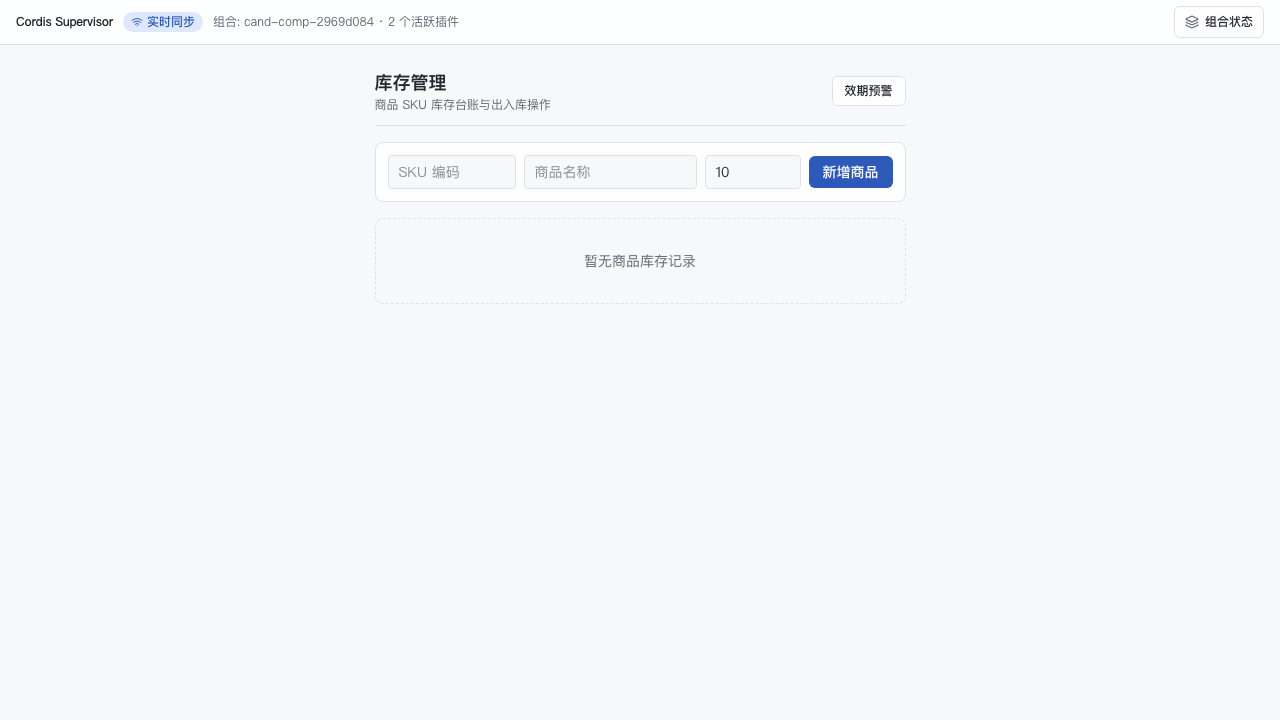 Cordis Supervisor 实时同步 组合: cand-comp-2969d084 · 2 个活跃插件 组合状态
库存管理
商品 SKU 库存台账与出入库操作
效期预警
SKU 编码 商品名称 10 新增商品
暂无商品库存记录